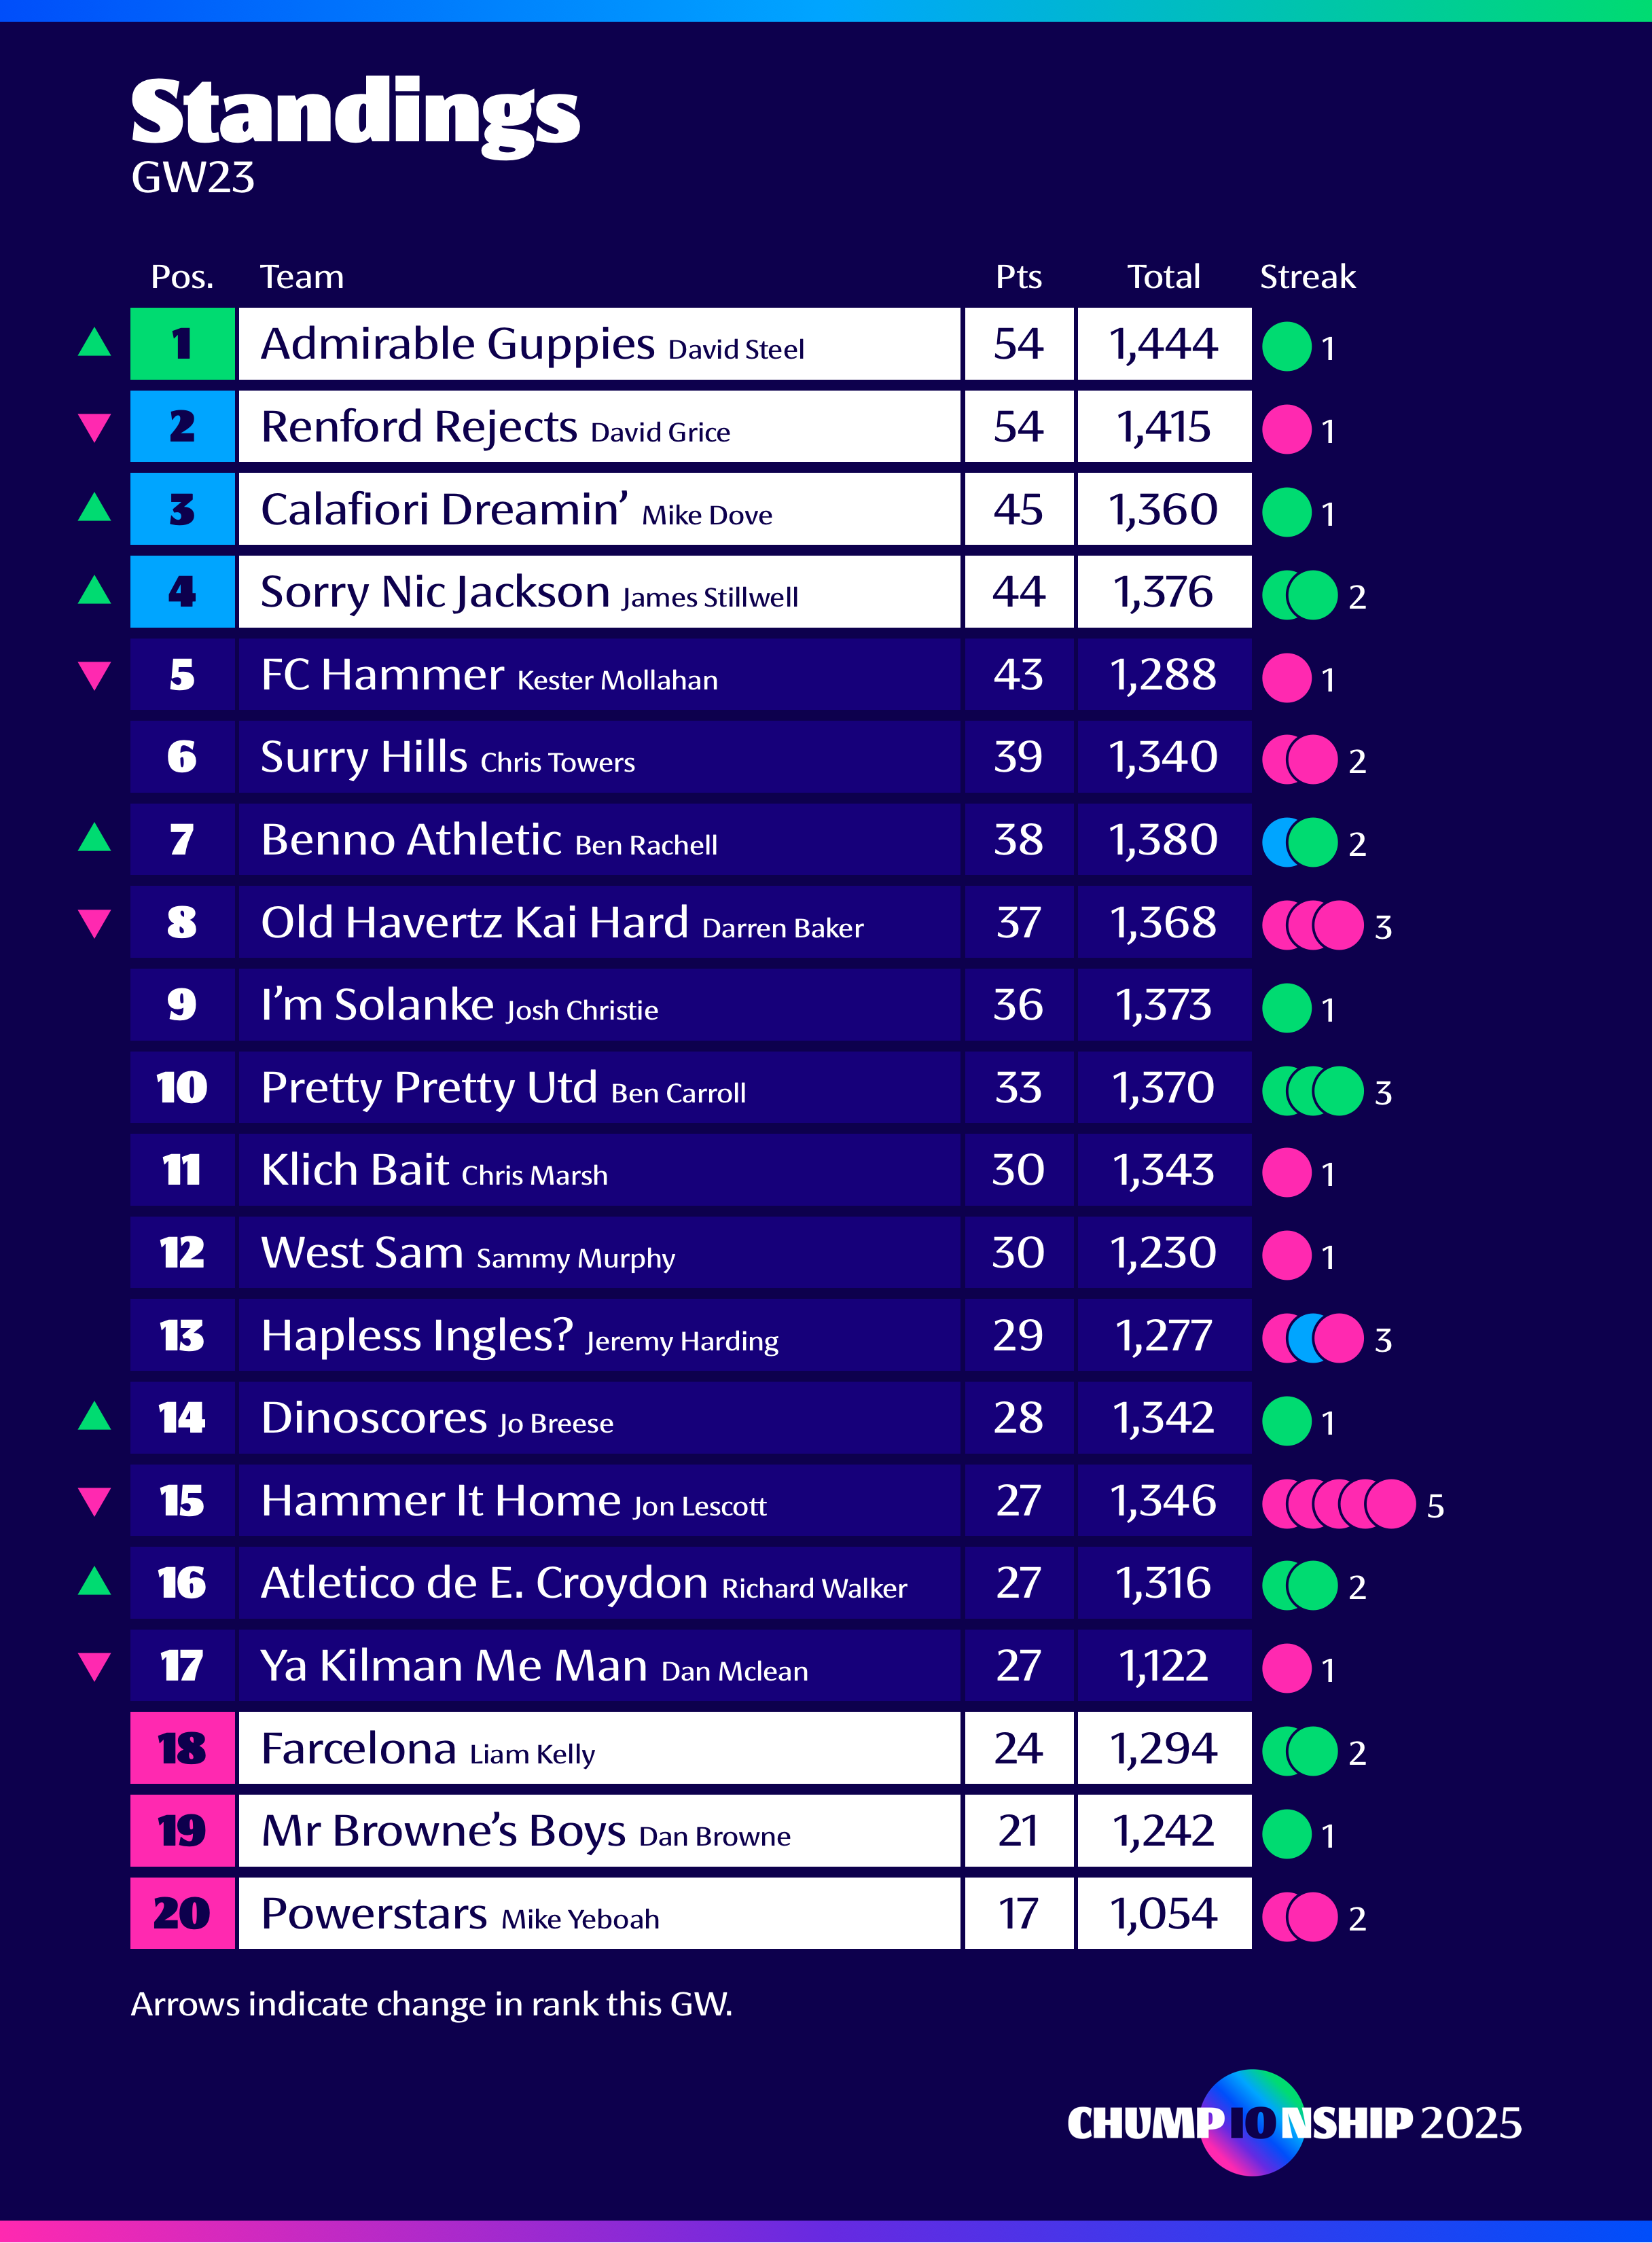 Standings
GW23
Pos. Team Pts Total Streak
1 Admirable Guppies David Steel 54 1,444 1
2 Renford Rejects David Grice 54 1,415 1
3 Calafiori Dreamin’ Mike Dove 45 1,360 1
4 Sorry Nic Jackson James Stillwell 44 1,376 2
5 FC Hammer Kester Mollahan 43 1,288 1
6 Surry Hills Chris Towers 39 1,340 2
7 Benno Athletic Ben Rachell 38 1,380 2
8 Old Havertz Kai Hard Darren Baker 37 1,368 3
9 I’m Solanke Josh Christie 36 1,373 1
10 Pretty Pretty Utd Ben Carroll 33 1,370 3
11 Klich Bait Chris Marsh 30 1,343 1
12 West Sam Sammy Murphy 30 1,230 1
13 Hapless Ingles? Jeremy Harding 29 1,277 3
14 Dinoscores Jo Breese 28 1,342 1
15 Hammer It Home Jon Lescott 27 1,346 5
16 Atletico de E. Croydon Richard Walker 27 1,316 2
17 Ya Kilman Me Man Dan Mclean 27 1,122 1
18 Farcelona Liam Kelly 24 1,294 2
19 Mr Browne’s Boys Dan Browne 21 1,242 1
20 Powerstars Mike Yeboah 17 1,054 2
Arrows indicate change in rank this GW.
CHUMP10NSHIP 2025